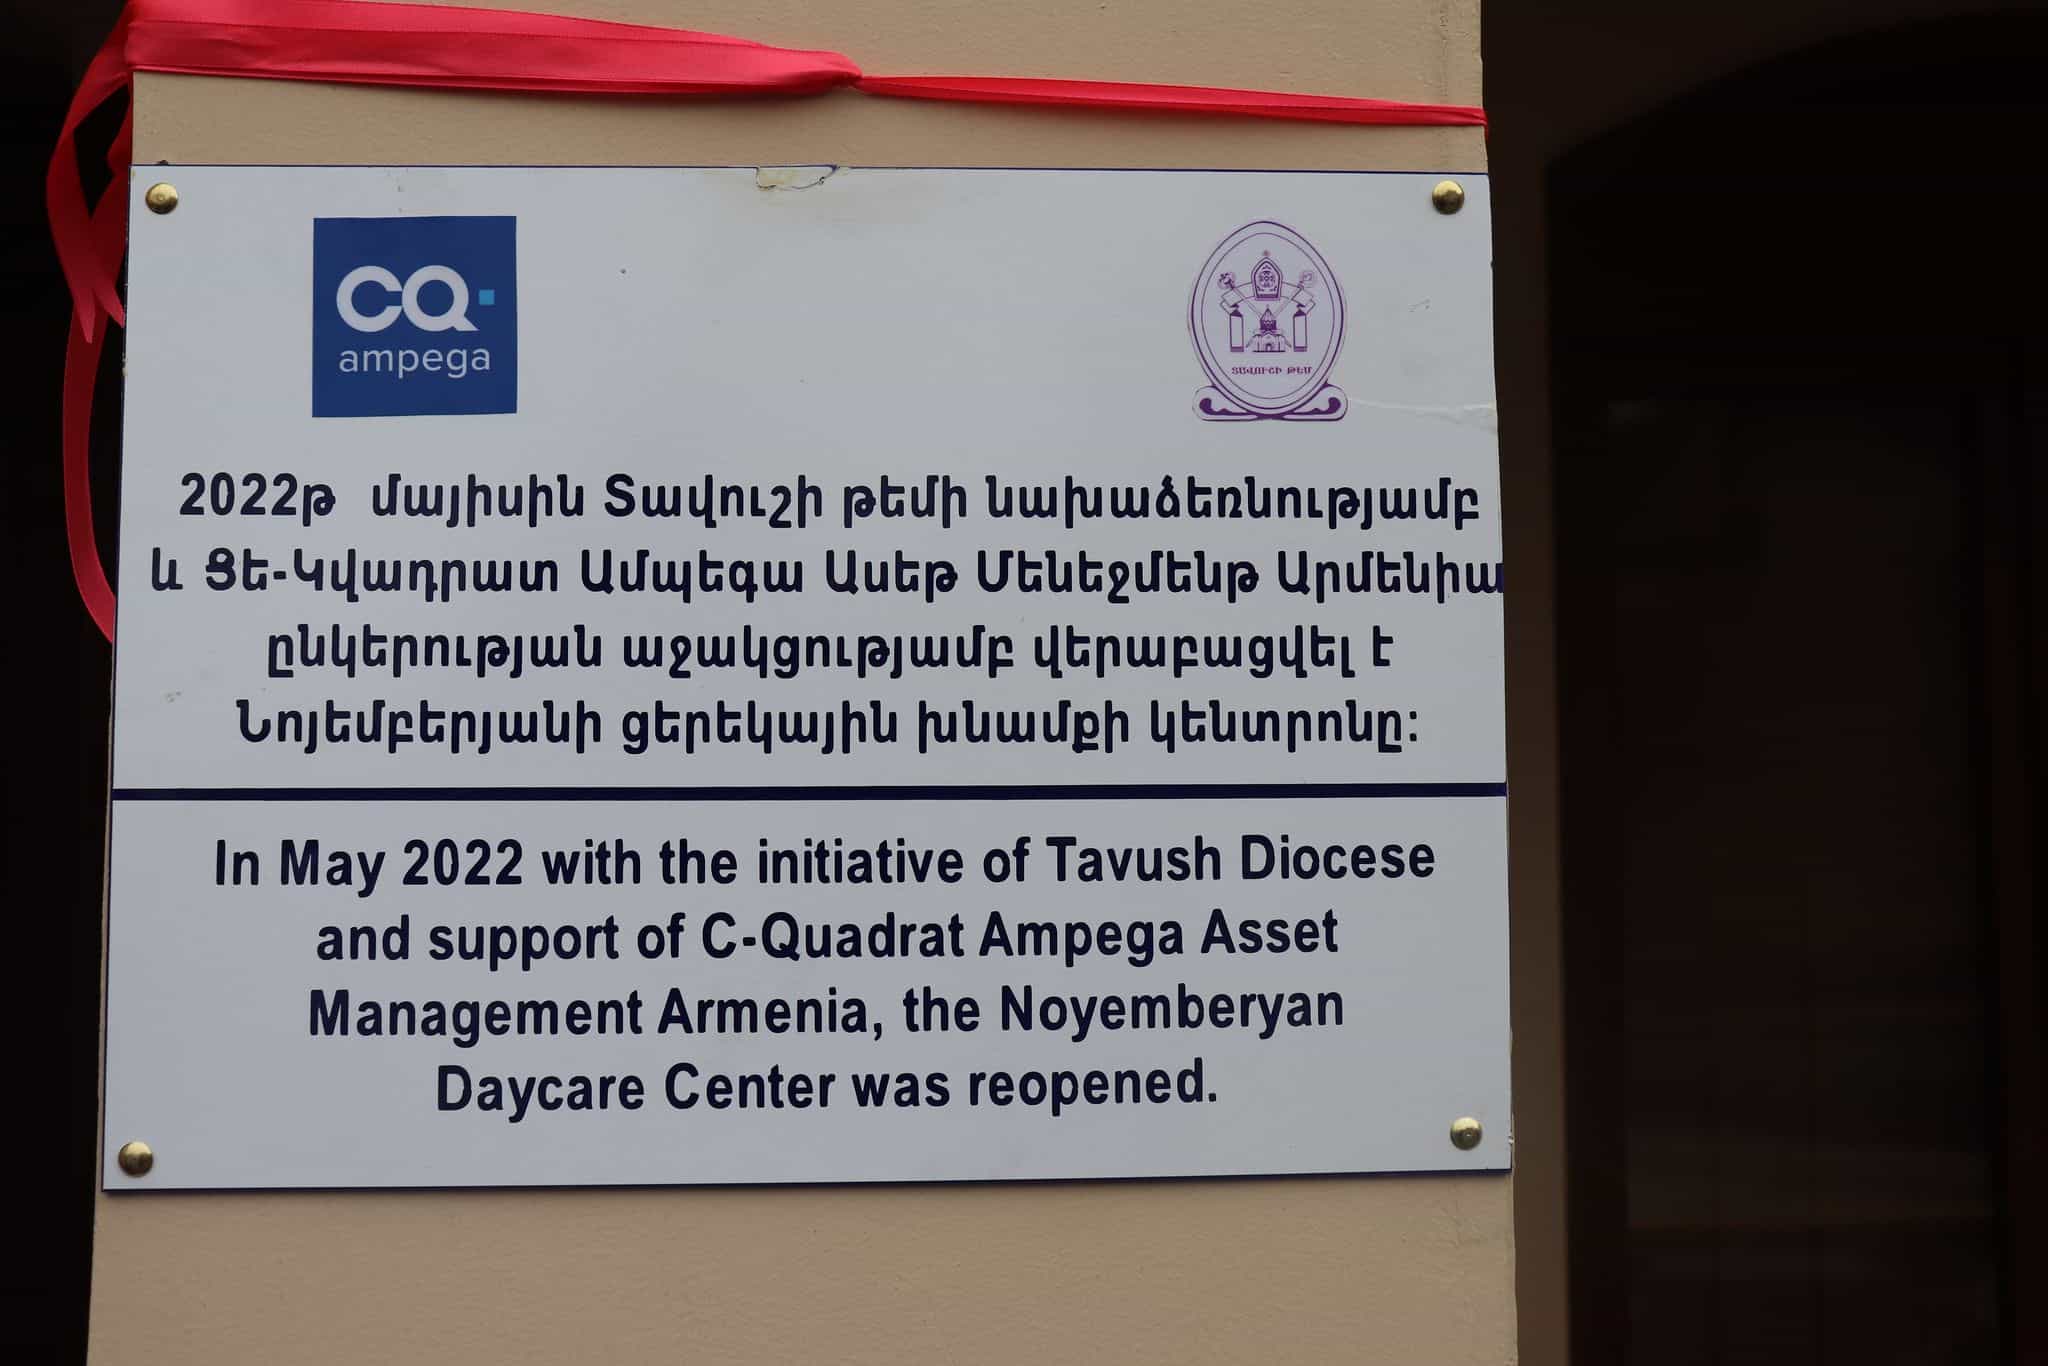 CQ
ampega
ՏԱՎՈՒՇԻ ԹԵՄ
2022թ մայիսին Տավուշի թեմի նախաձեռնությամբ
և Ցե-Կվադրատ Ամպեգա Ասեթ Մենեջմենթ Արմենիա
ընկերության աջակցությամբ վերաբացվել է
Նոյեմբերյանի ցերեկային խնամքի կենտրոնը:
In May 2022 with the initiative of Tavush Diocese
and support of C-Quadrat Ampega Asset
Management Armenia, the Noyemberyan
Daycare Center was reopened.